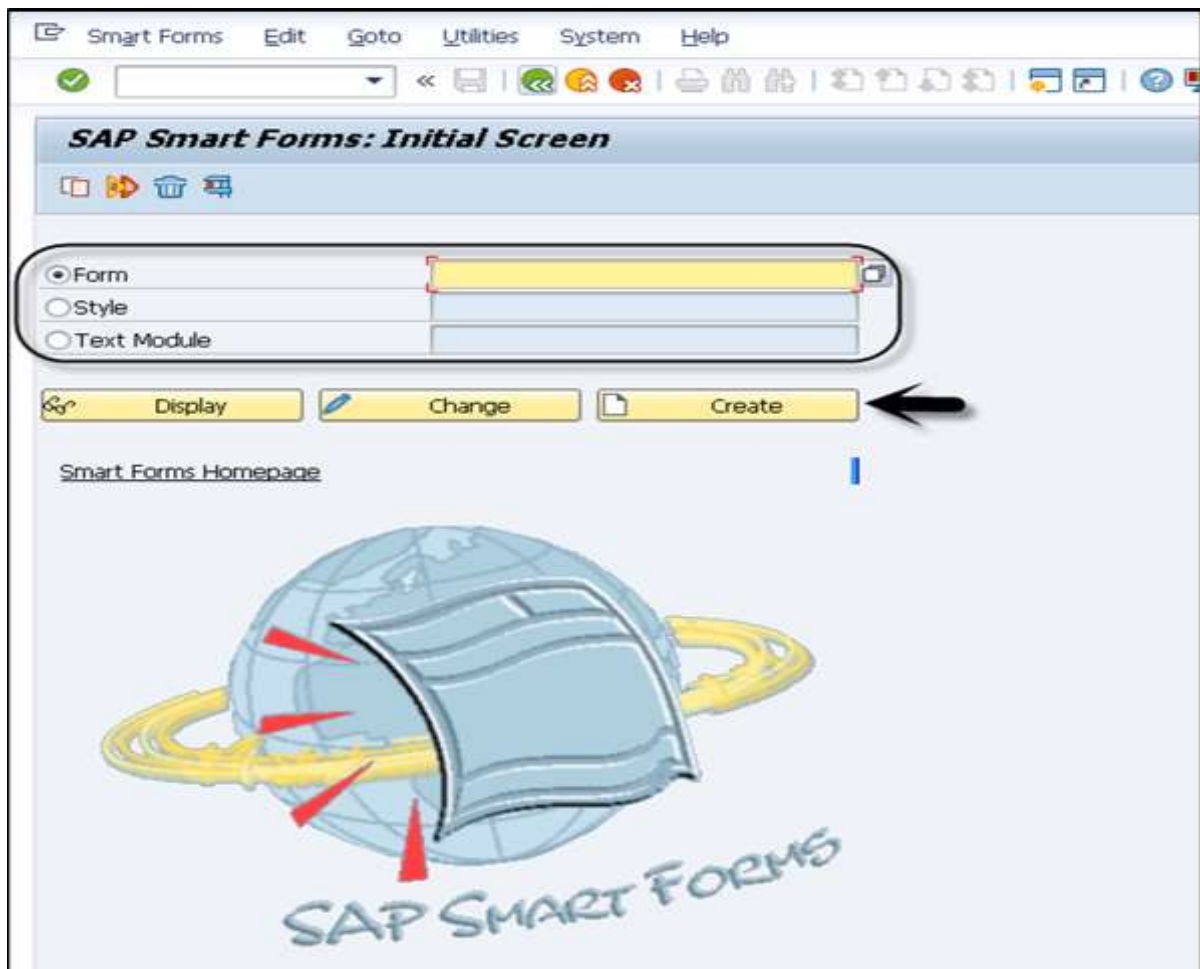 Smart Forms Edit Goto Utilities System Help
SAP Smart Forms: Initial Screen
Form
Style
Text Module
Display Change Create
Smart Forms Homepage
SAP SMART FORMS